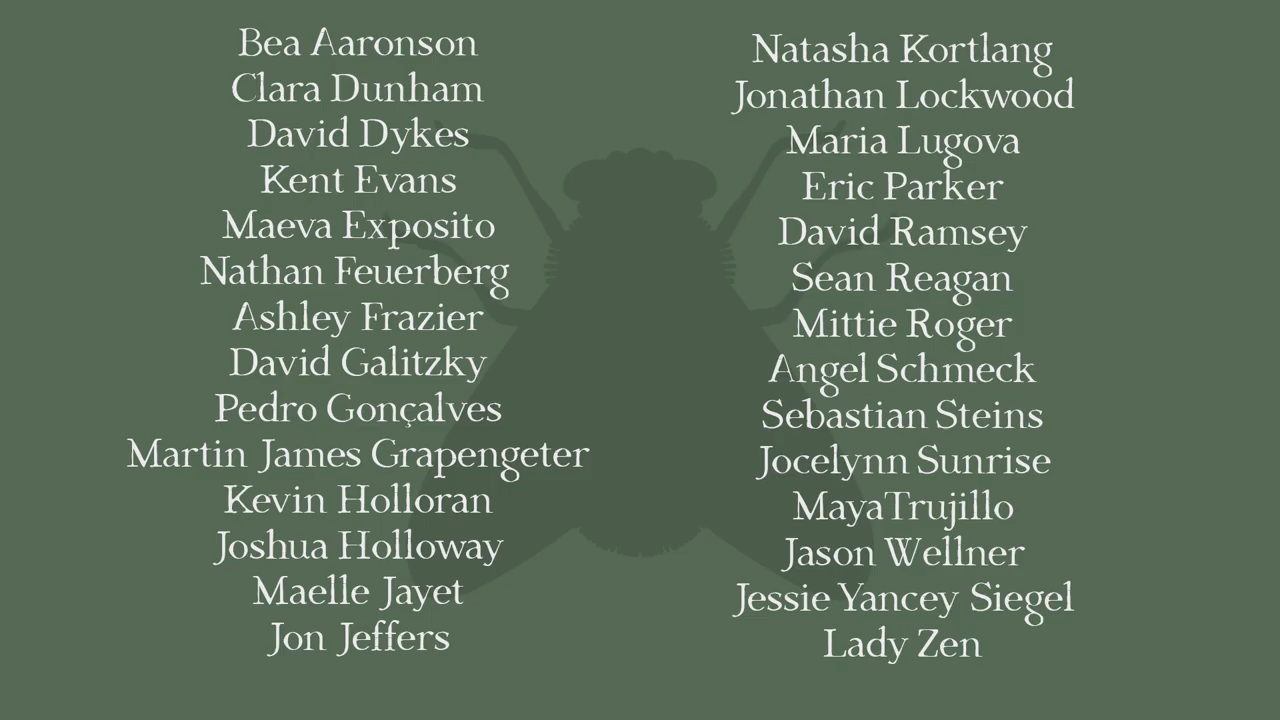 Bea Aaronson
Clara Dunham
David Dykes
Kent Evans
Maeva Exposito
Nathan Feuerberg
Ashley Frazier
David Galitzky
Pedro Gonçalves
Martin James Grapengeter
Kevin Holloran
Joshua Holloway
Maelle Jayet
Jon Jeffers
Natasha Kortlang
Jonathan Lockwood
Maria Lugova
Eric Parker
David Ramsey
Sean Reagan
Mittie Roger
Angel Schmeck
Sebastian Steins
Jocelynn Sunrise
MayaTrujillo
Jason Wellner
Jessie Yancey Siegel
Lady Zen